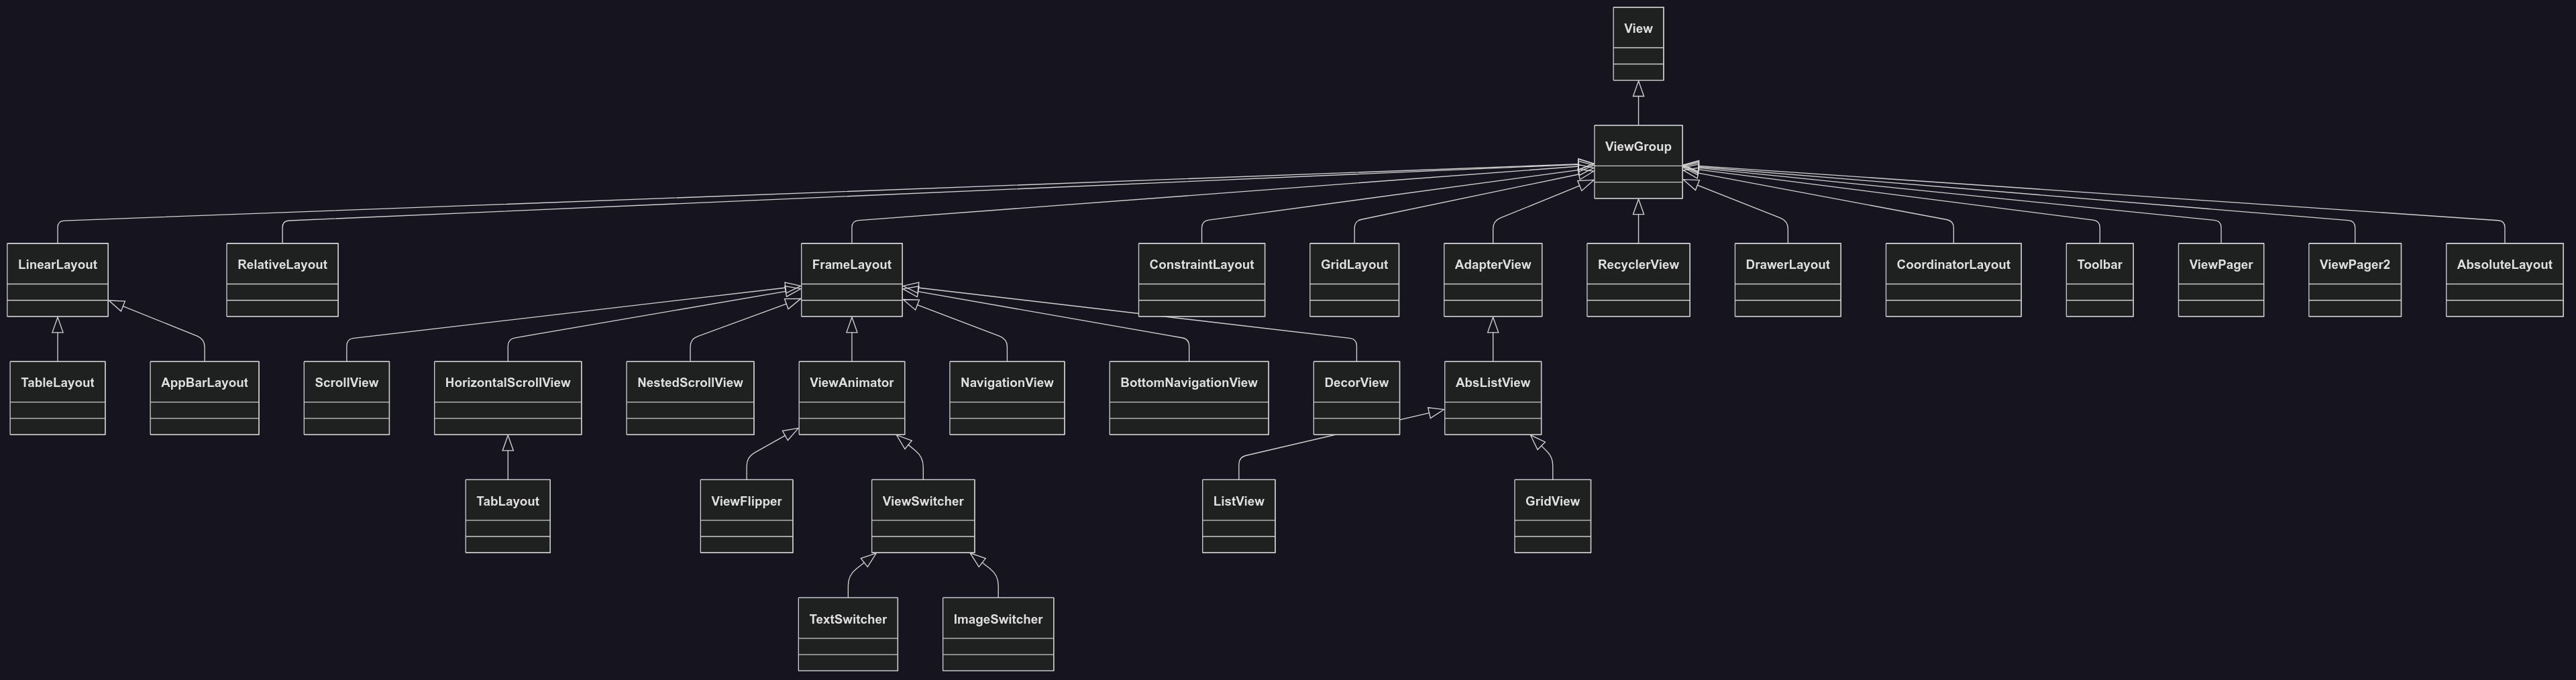 View
ViewGroup
LinearLayout
RelativeLayout
FrameLayout
ConstraintLayout
GridLayout
AdapterView
RecyclerView
DrawerLayout
CoordinatorLayout
Toolbar
ViewPager
ViewPager2
AbsoluteLayout
TableLayout
AppBarLayout
ScrollView
HorizontalScrollView
NestedScrollView
ViewAnimator
NavigationView
BottomNavigationView
DecorView
AbsListView
TabLayout
ViewFlipper
ViewSwitcher
ListView
GridView
TextSwitcher
ImageSwitcher